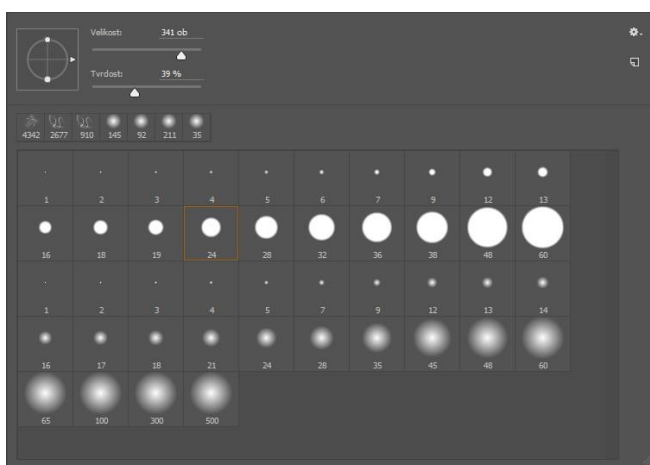 Velikost: 341 ob
Tvrdost: 39 %
4342 2677 910 145 92 211 35
1 2 3 4 5 6 7 9 12 13
16 18 19 24 28 32 36 38 48 60
1 2 3 4 5 7 9 12 13 14
16 17 18 21 24 28 35 45 48 60
65 100 300 500